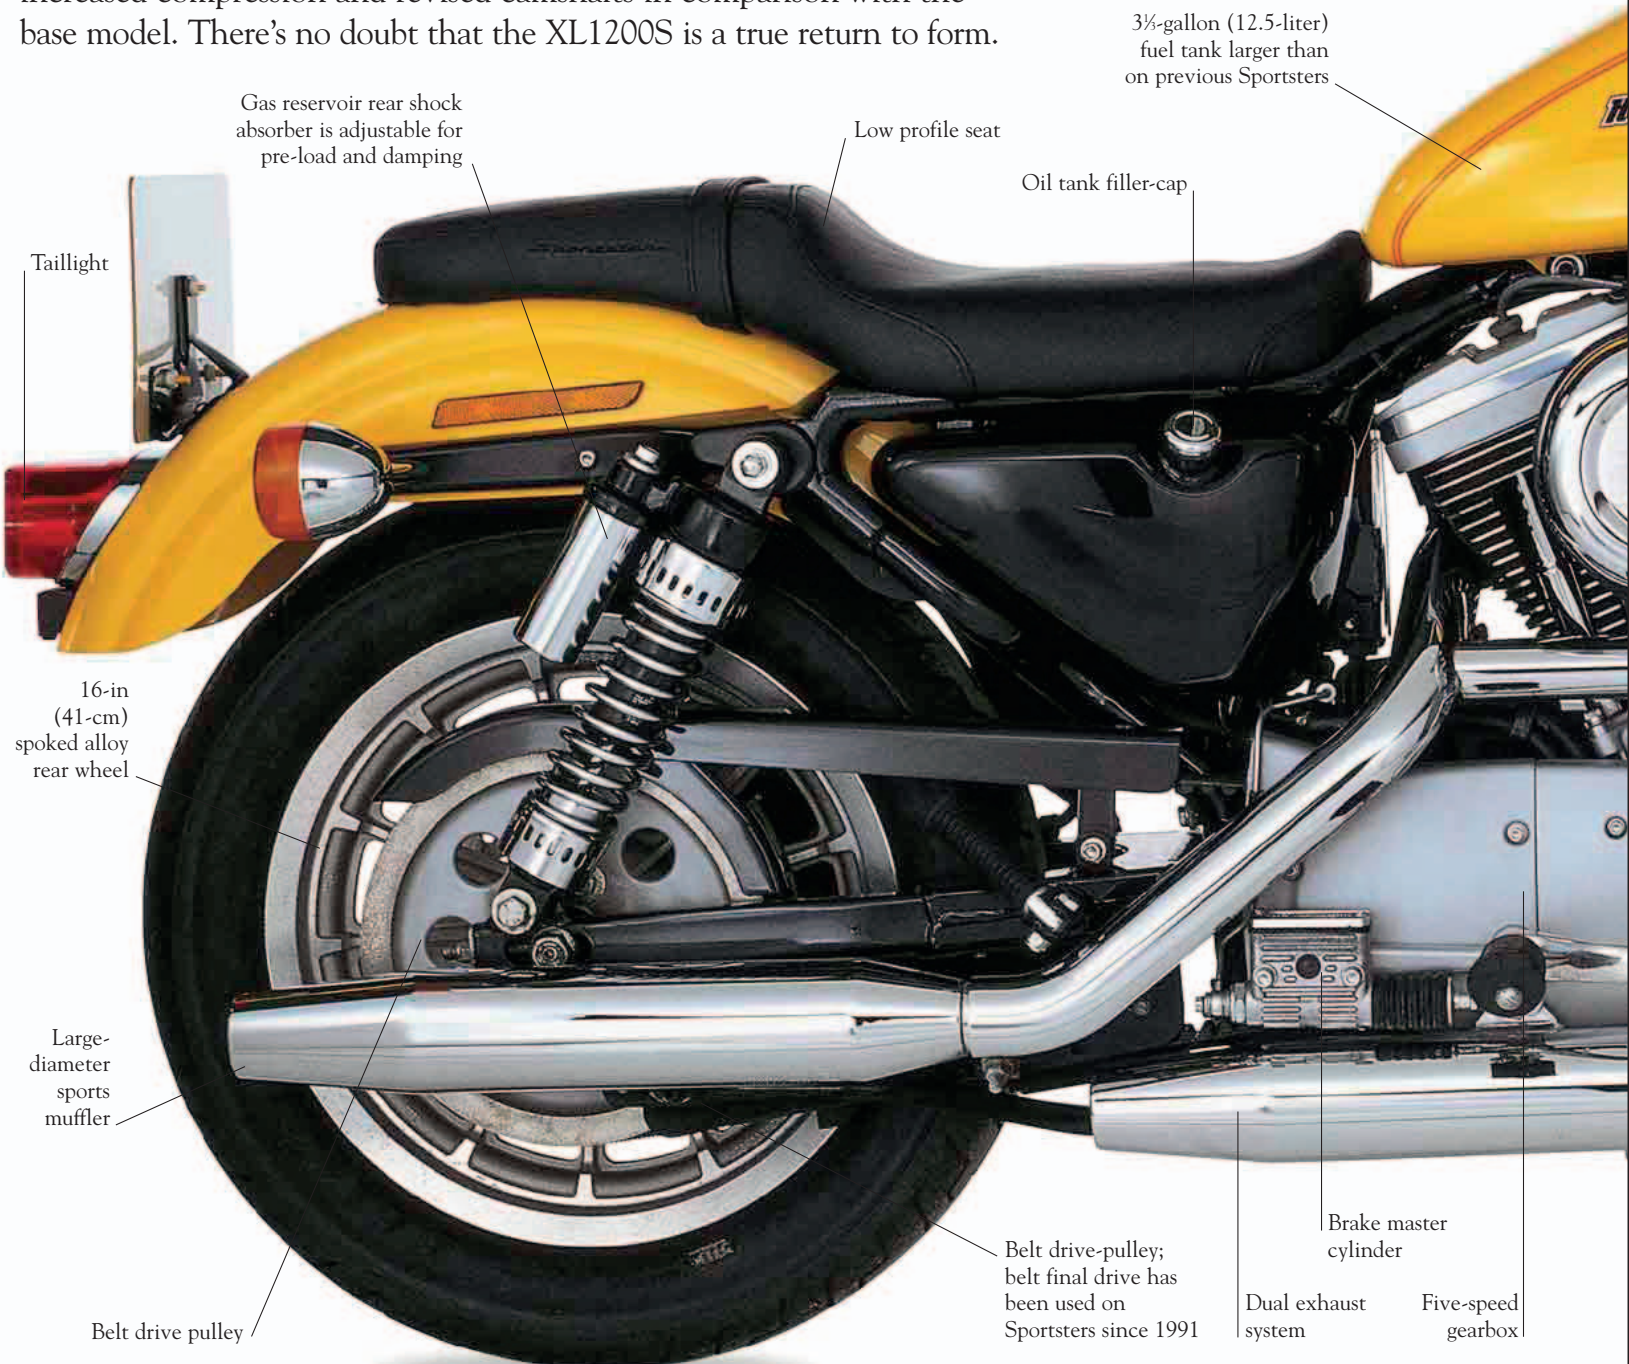 base model. There's no doubt that the XL1200S is a true return to form.
3⅓-gallon (12.5-liter)
fuel tank larger than
on previous Sportsters
Gas reservoir rear shock
absorber is adjustable for
pre-load and damping
Low profile seat
Oil tank filler-cap
Taillight
Sportster
16-in
(41-cm)
spoked alloy
rear wheel
Large-
diameter
sports
muffler
Belt drive pulley
Belt drive-pulley;
belt final drive has
been used on
Sportsters since 1991
Brake master
cylinder
Dual exhaust
system
Five-speed
gearbox